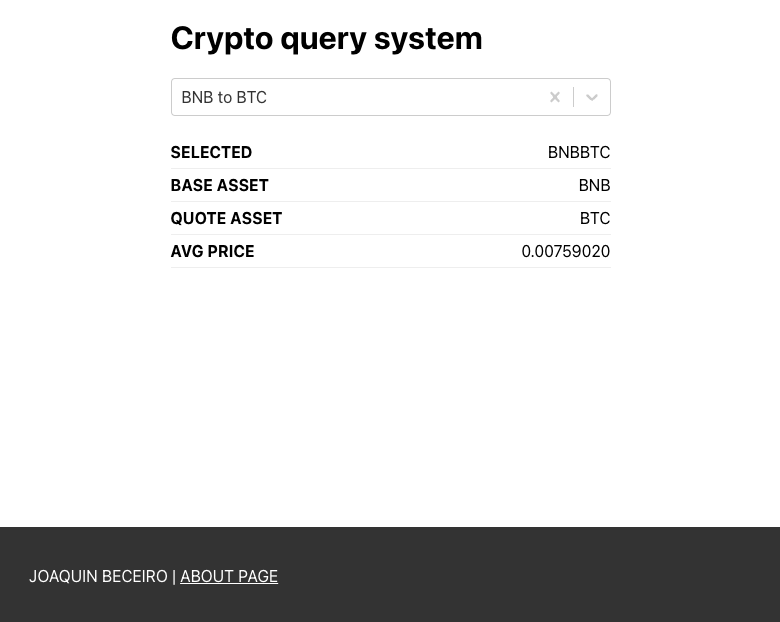 Crypto query system
BNB to BTC
SELECTED BNBBTC
BASE ASSET BNB
QUOTE ASSET BTC
AVG PRICE 0.00759020
JOAQUIN BECEIRO | ABOUT PAGE